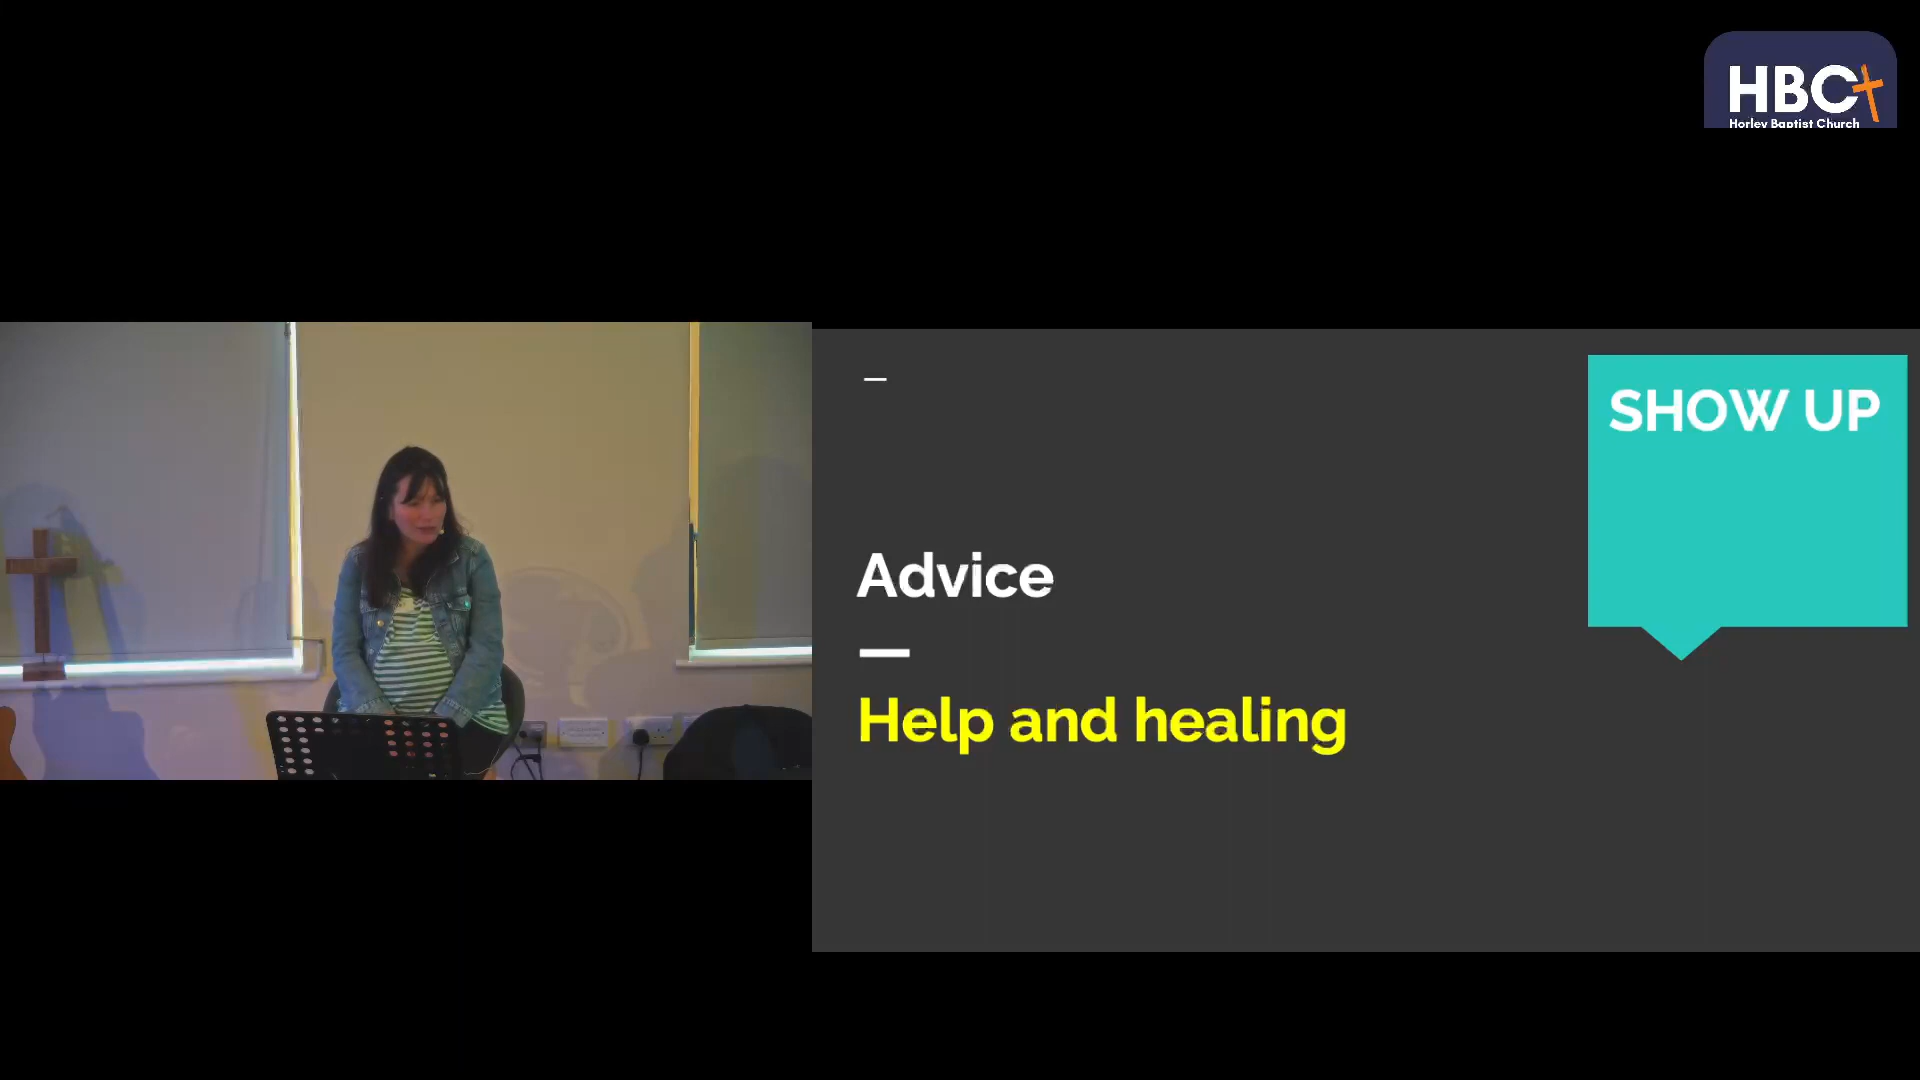 HBC
Horley Baptist Church
SHOW UP
Advice
Help and healing